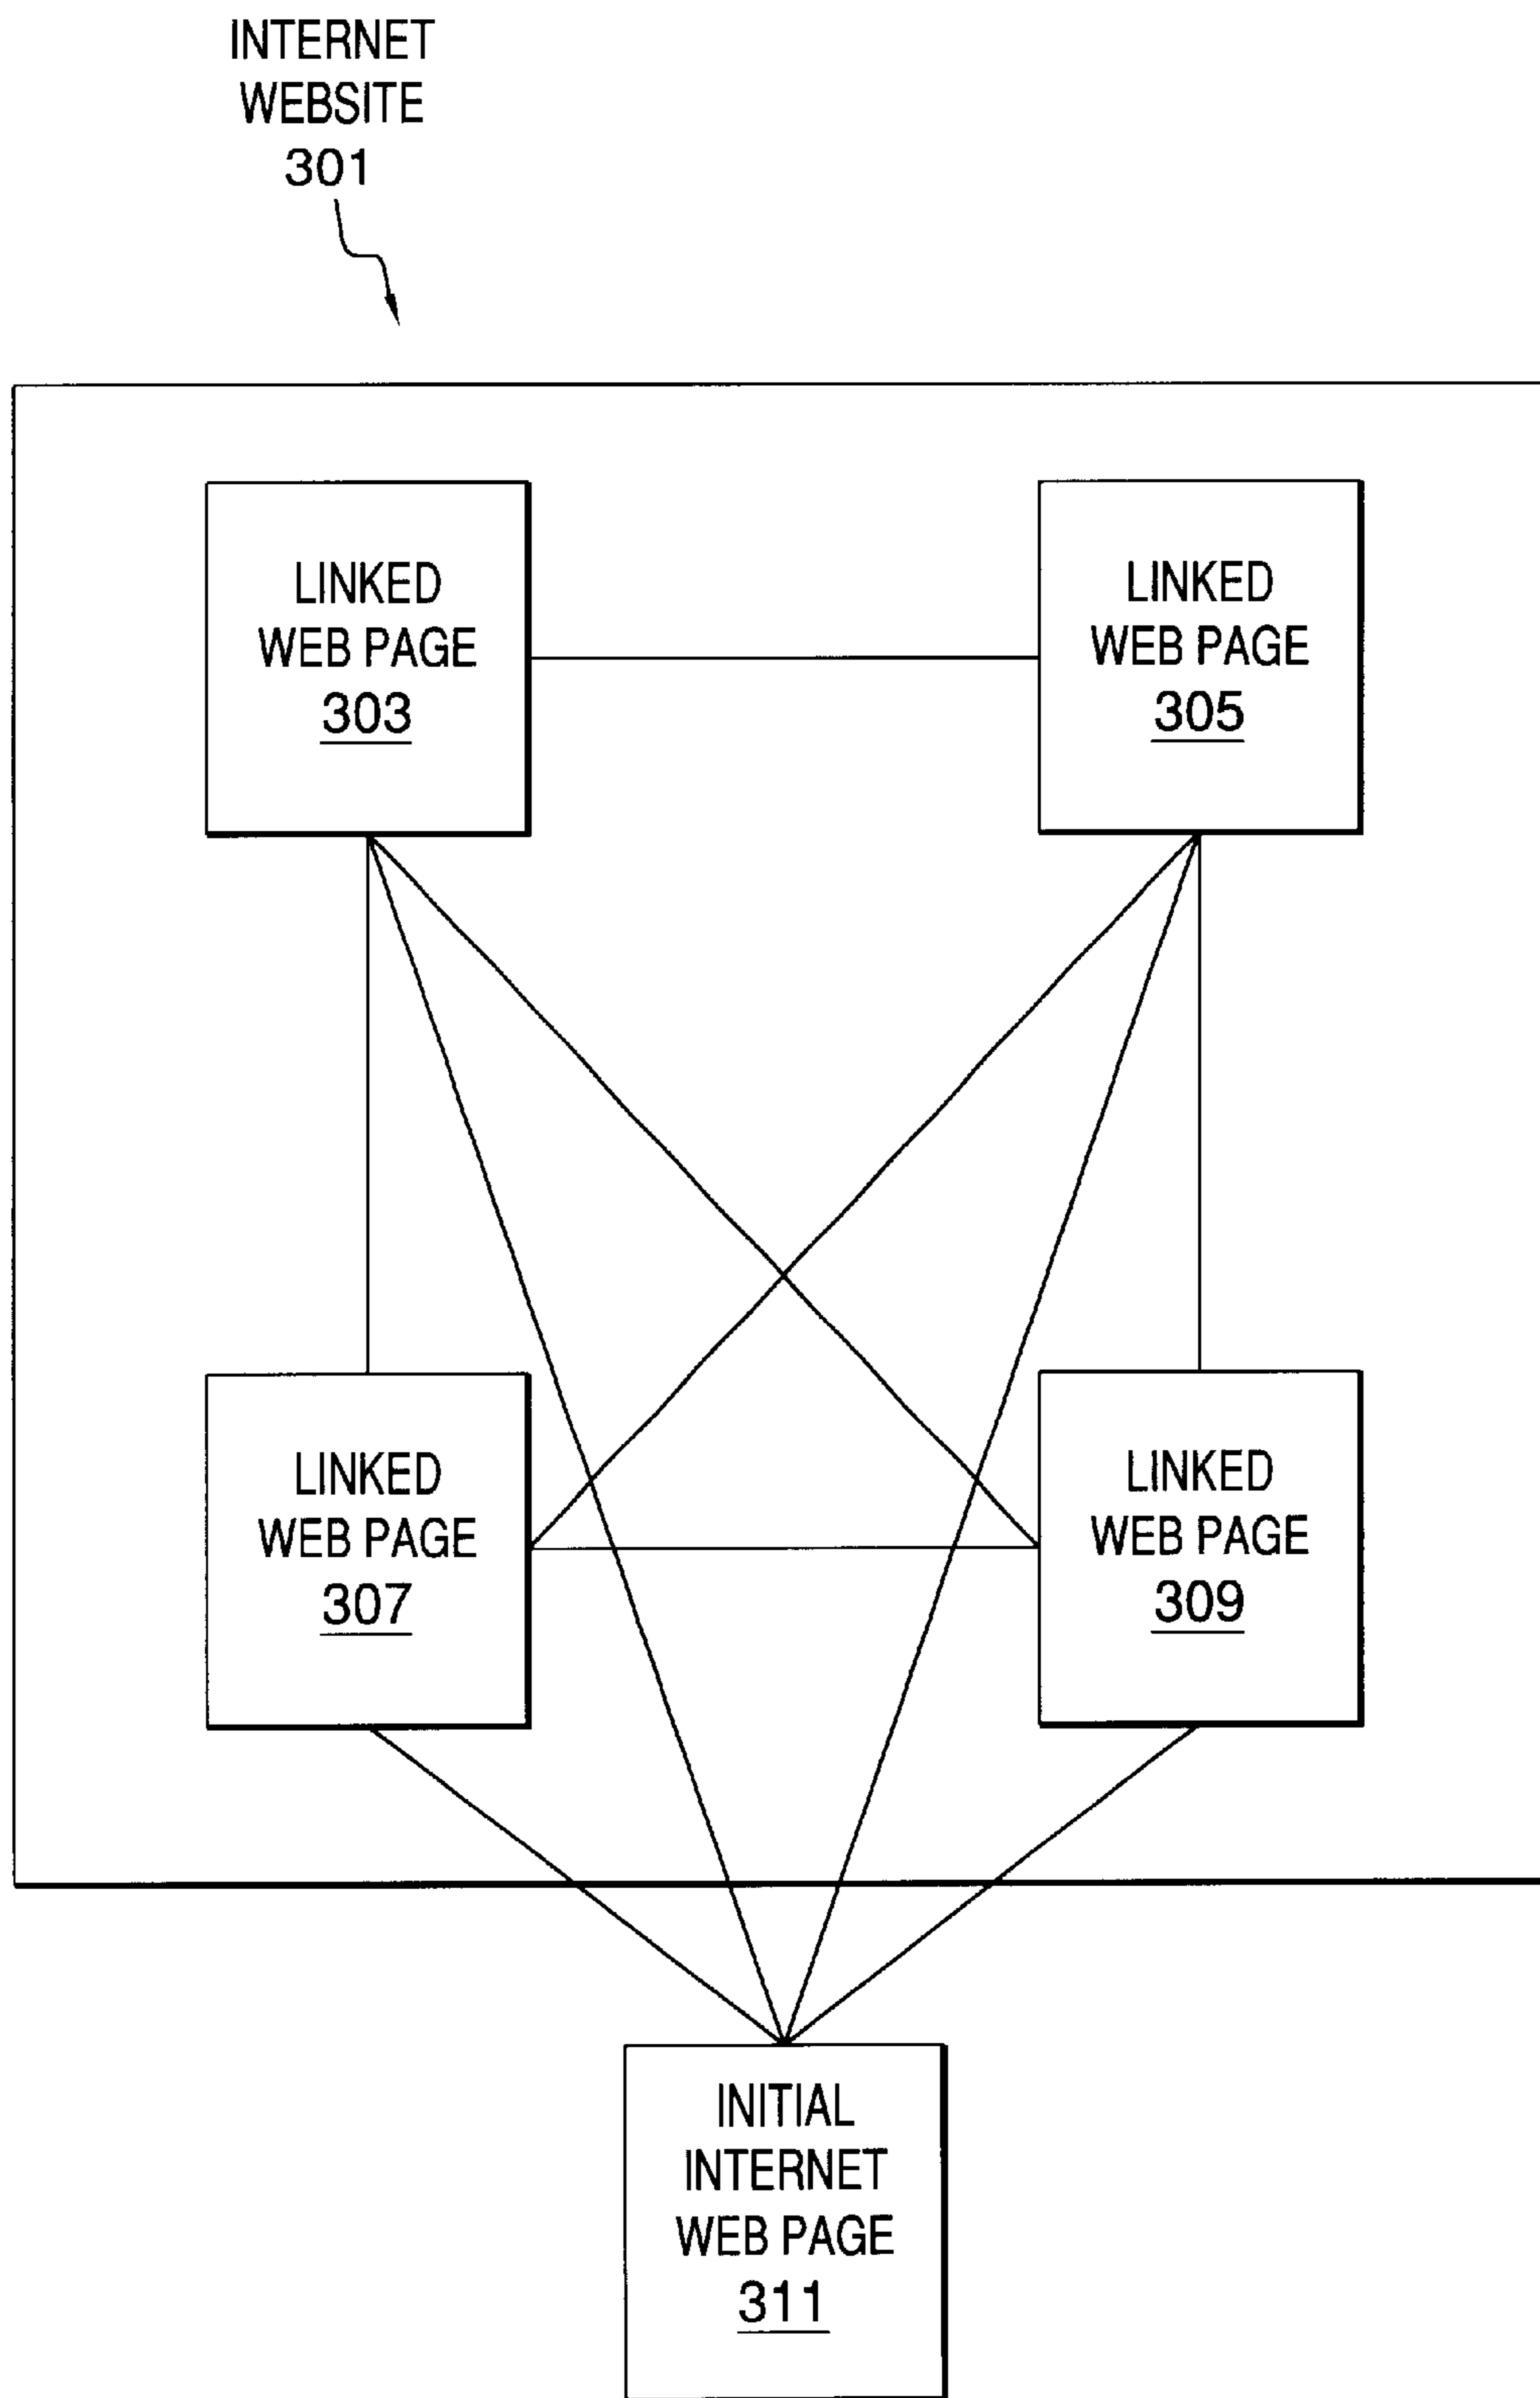 INTERNET
WEBSITE
301
LINKED
WEB PAGE
303
LINKED
WEB PAGE
305
LINKED
WEB PAGE
307
LINKED
WEB PAGE
309
INITIAL
INTERNET
WEB PAGE
311